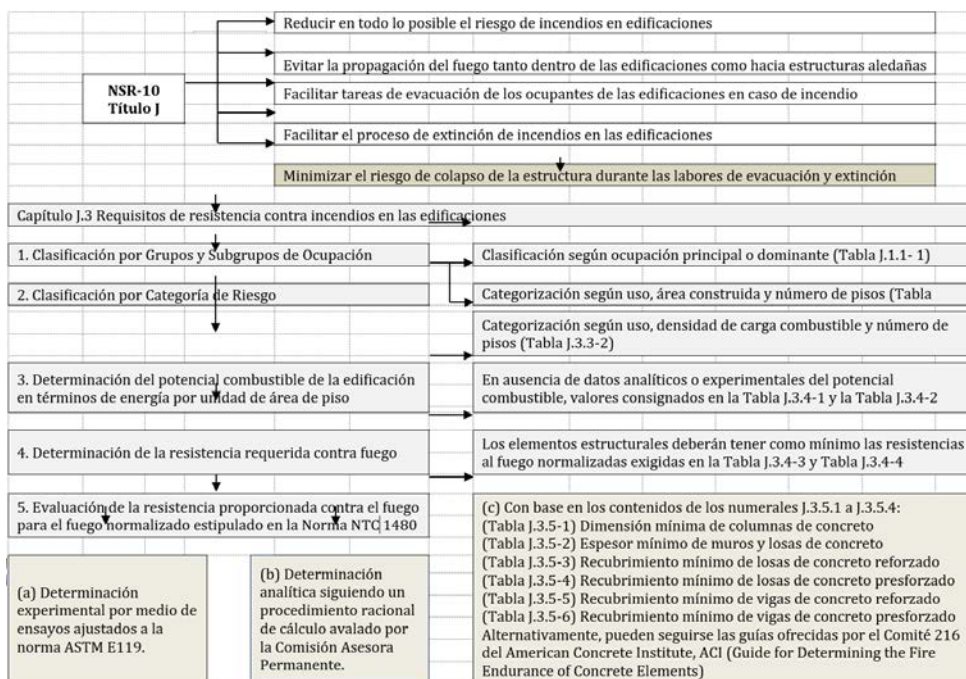 Reducir en todo lo posible el riesgo de incendios en edificaciones
Evitar la propagación del fuego tanto dentro de las edificaciones como hacia estructuras aledañas
NSR-10
Título J
Facilitar tareas de evacuación de los ocupantes de las edificaciones en caso de incendio
Facilitar el proceso de extinción de incendios en las edificaciones
Minimizar el riesgo de colapso de la estructura durante las labores de evacuación y extinción
Capítulo J.3 Requisitos de resistencia contra incendios en las edificaciones
1. Clasificación por Grupos y Subgrupos de Ocupación
Clasificación según ocupación principal o dominante (Tabla J.1.1- 1)
2. Clasificación por Categoría de Riesgo
Categorización según uso, área construida y número de pisos (Tabla
Categorización según uso, densidad de carga combustible y número de
pisos (Tabla J.3.3-2)
3. Determinación del potencial combustible de la edificación
en términos de energía por unidad de área de piso
En ausencia de datos analíticos o experimentales del potencial
combustible, valores consignados en la Tabla J.3.4-1 y la Tabla J.3.4-2
4. Determinación de la resistencia requerida contra fuego
Los elementos estructurales deberán tener como mínimo las resistencias
al fuego normalizadas exigidas en la Tabla J.3.4-3 y Tabla J.3.4-4
5. Evaluación de la resistencia proporcionada contra el fuego
para el fuego normalizado estipulado en la Norma NTC 1480
(a) Determinación
experimental por medio de
ensayos ajustados a la
norma ASTM E119.
(b) Determinación
analítica siguiendo un
procedimiento racional
de cálculo avalado por
la Comisión Asesora
Permanente.
(c) Con base en los contenidos de los numerales J.3.5.1 a J.3.5.4:
(Tabla J.3.5-1) Dimensión mínima de columnas de concreto
(Tabla J.3.5-2) Espesor mínimo de muros y losas de concreto
(Tabla J.3.5-3) Recubrimiento mínimo de losas de concreto reforzado
(Tabla J.3.5-4) Recubrimiento mínimo de losas de concreto presforzado
(Tabla J.3.5-5) Recubrimiento mínimo de vigas de concreto reforzado
(Tabla J.3.5-6) Recubrimiento mínimo de vigas de concreto presforzado
Alternativamente, pueden seguirse las guías ofrecidas por el Comité 216
del American Concrete Institute, ACI (Guide for Determining the Fire
Endurance of Concrete Elements)